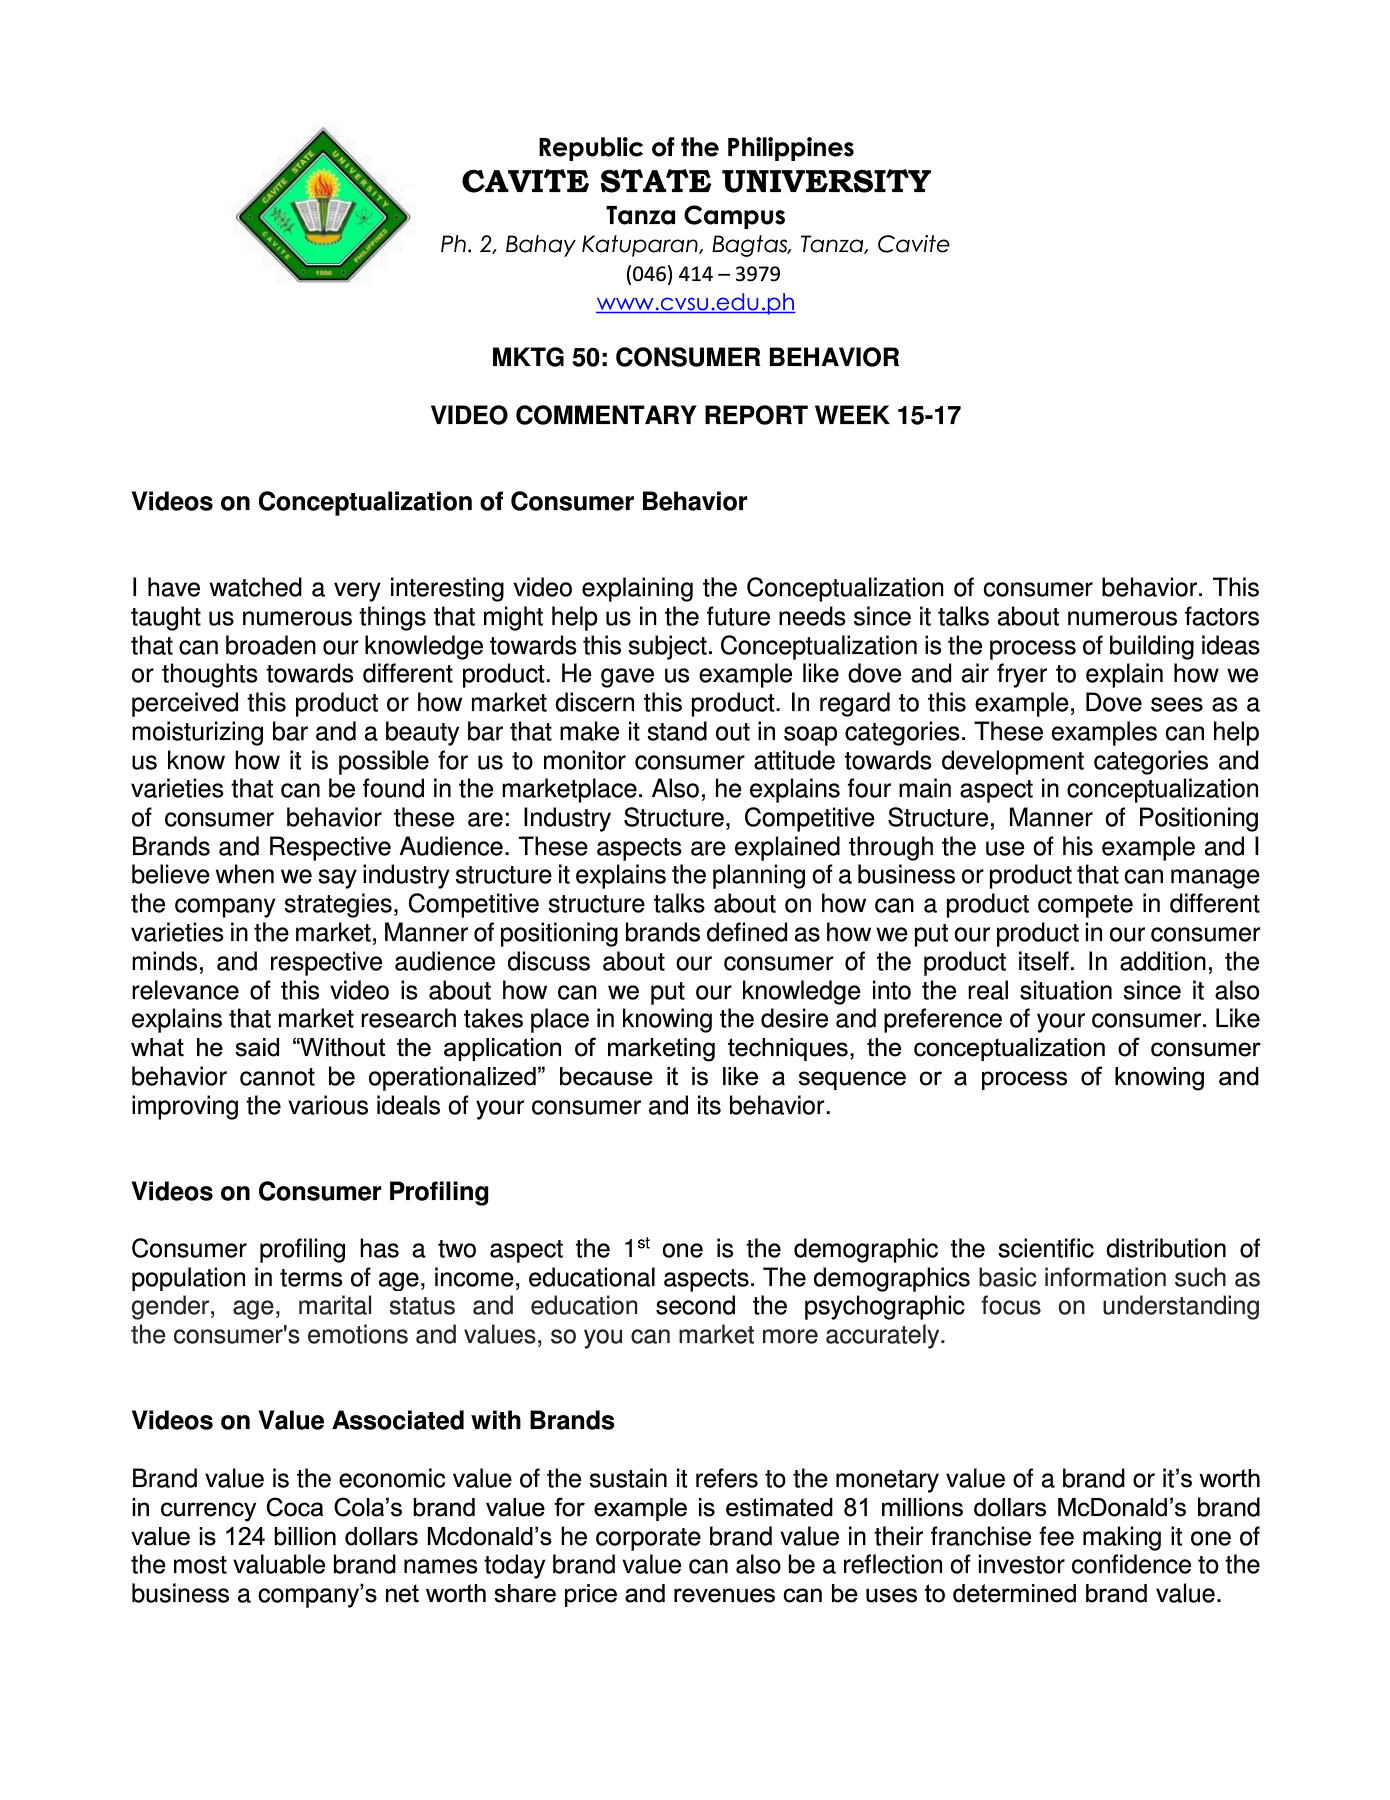 CAVITE STATE UNIVERSITY
CAVITE PHILIPPINES
1906
Republic of the Philippines
CAVITE STATE UNIVERSITY
Tanza Campus
Ph. 2, Bahay Katuparan, Bagtas, Tanza, Cavite
(046) 414 – 3979
www.cvsu.edu.ph
MKTG 50: CONSUMER BEHAVIOR
VIDEO COMMENTARY REPORT WEEK 15-17
Videos on Conceptualization of Consumer Behavior
I have watched a very interesting video explaining the Conceptualization of consumer behavior. This
taught us numerous things that might help us in the future needs since it talks about numerous factors
that can broaden our knowledge towards this subject. Conceptualization is the process of building ideas
or thoughts towards different product. He gave us example like dove and air fryer to explain how we
perceived this product or how market discern this product. In regard to this example, Dove sees as a
moisturizing bar and a beauty bar that make it stand out in soap categories. These examples can help
us know how it is possible for us to monitor consumer attitude towards development categories and
varieties that can be found in the marketplace. Also, he explains four main aspect in conceptualization
of consumer behavior these are: Industry Structure, Competitive Structure, Manner of Positioning
Brands and Respective Audience. These aspects are explained through the use of his example and I
believe when we say industry structure it explains the planning of a business or product that can manage
the company strategies, Competitive structure talks about on how can a product compete in different
varieties in the market, Manner of positioning brands defined as how we put our product in our consumer
minds, and respective audience discuss about our consumer of the product itself. In addition, the
relevance of this video is about how can we put our knowledge into the real situation since it also
explains that market research takes place in knowing the desire and preference of your consumer. Like
what he said “Without the application of marketing techniques, the conceptualization of consumer
behavior cannot be operationalized” because it is like a sequence or a process of knowing and
improving the various ideals of your consumer and its behavior.
Videos on Consumer Profiling
Consumer profiling has a two aspect the 1st one is the demographic the scientific distribution of
population in terms of age, income, educational aspects. The demographics basic information such as
gender, age, marital status and education second the psychographic focus on understanding
the consumer's emotions and values, so you can market more accurately.
Videos on Value Associated with Brands
Brand value is the economic value of the sustain it refers to the monetary value of a brand or it’s worth
in currency Coca Cola’s brand value for example is estimated 81 millions dollars McDonald’s brand
value is 124 billion dollars Mcdonald’s he corporate brand value in their franchise fee making it one of
the most valuable brand names today brand value can also be a reflection of investor confidence to the
business a company’s net worth share price and revenues can be uses to determined brand value.